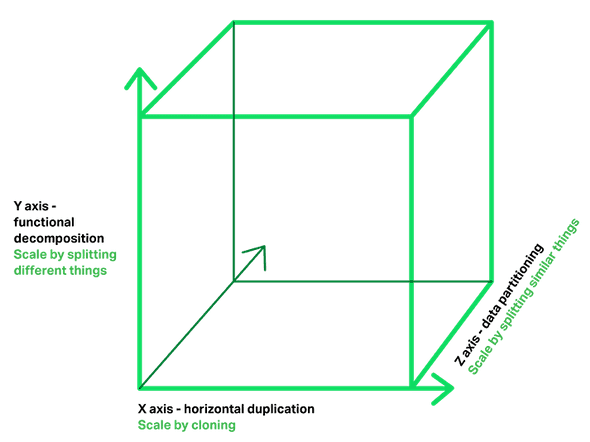 Y axis -
functional
decomposition
Scale by splitting
different things
Z axis - data partitioning
Scale by splitting similar things
X axis - horizontal duplication
Scale by cloning